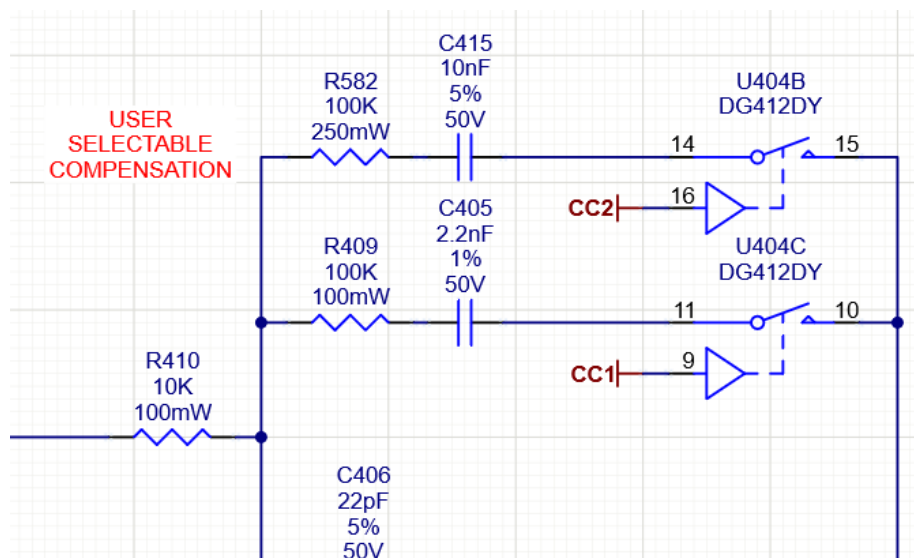 C415
10nF
5%
50V
R582
100K
250mW
U404B
DG412DY
USER
SELECTABLE
COMPENSATION
14
15
CC2
16
C405
2.2nF
1%
50V
R409
100K
100mW
U404C
DG412DY
11
10
CC1
9
R410
10K
100mW
C406
22pF
5%
50V